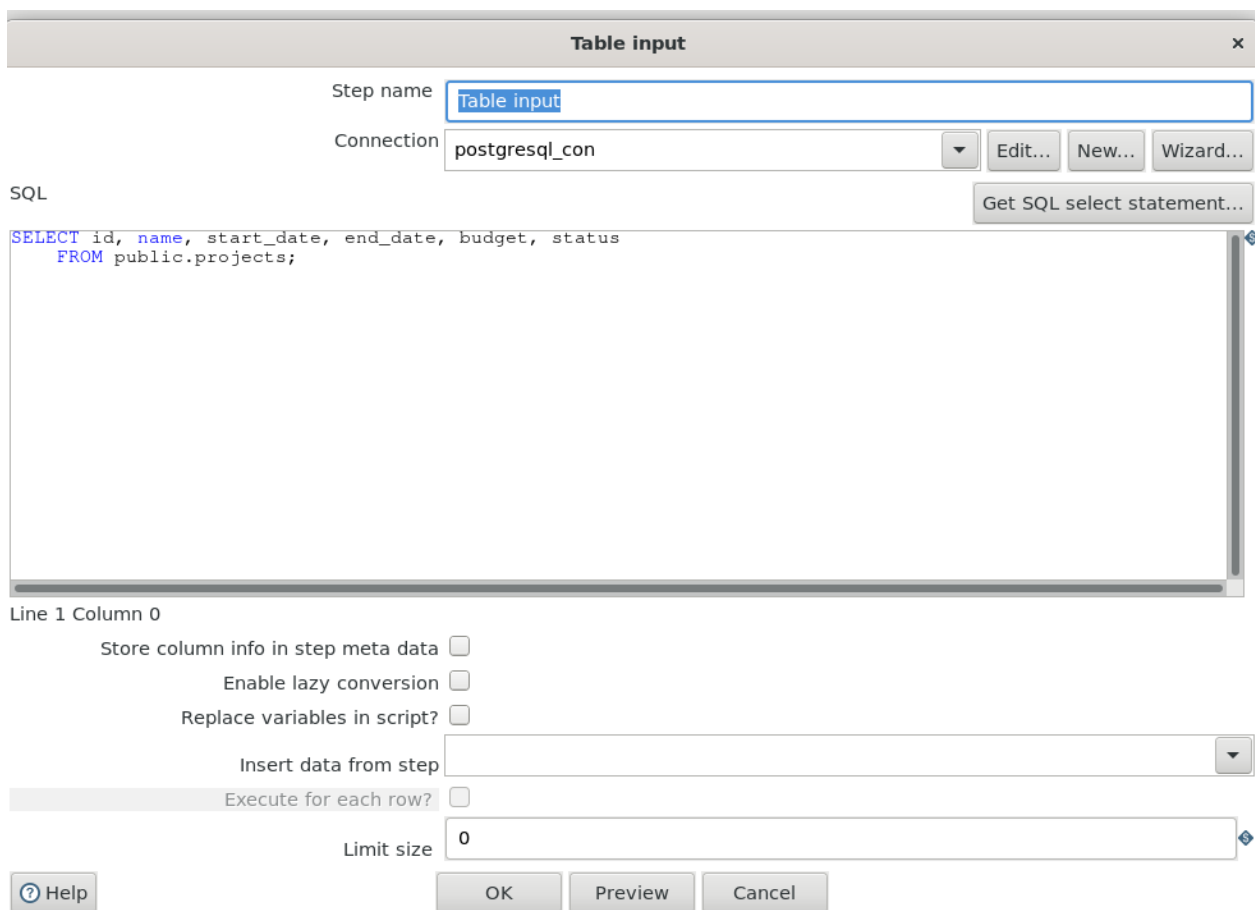 Table input
Step name Table input
Connection postgresql_con Edit... New... Wizard...
SQL Get SQL select statement...
SELECT id, name, start_date, end_date, budget, status
FROM public.projects;
Line 1 Column 0
Store column info in step meta data
Enable lazy conversion
Replace variables in script?
Insert data from step
Execute for each row?
Limit size 0
Help OK Preview Cancel